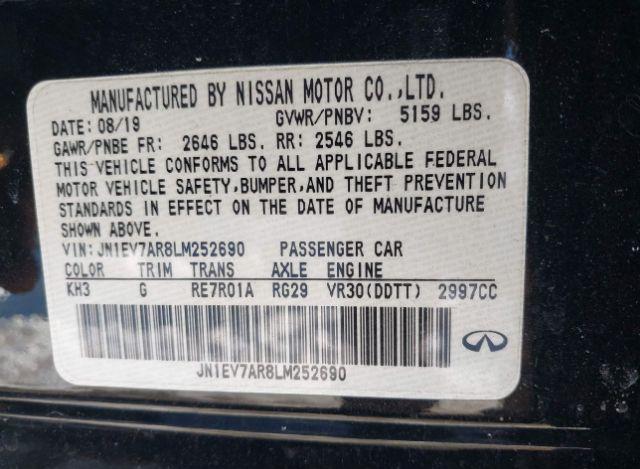 MANUFACTURED BY NISSAN MOTOR CO.,LTD.
DATE: 08/19 GVWR/PNBV: 5159 LBS.
GAWR/PNBE FR: 2646 LBS. RR: 2546 LBS.
THIS VEHICLE CONFORMS TO ALL APPLICABLE FEDERAL
MOTOR VEHICLE SAFETY,BUMPER,AND THEFT PREVENTION
STANDARDS IN EFFECT ON THE DATE OF MANUFACTURE
SHOWN ABOVE.
VIN:JN1EV7AR8LM252690 PASSENGER CAR
COLOR TRIM TRANS AXLE ENGINE
KH3 G RE7R01A RG29 VR30(DDTT) 2997CC
JN1EV7AR8LM252690